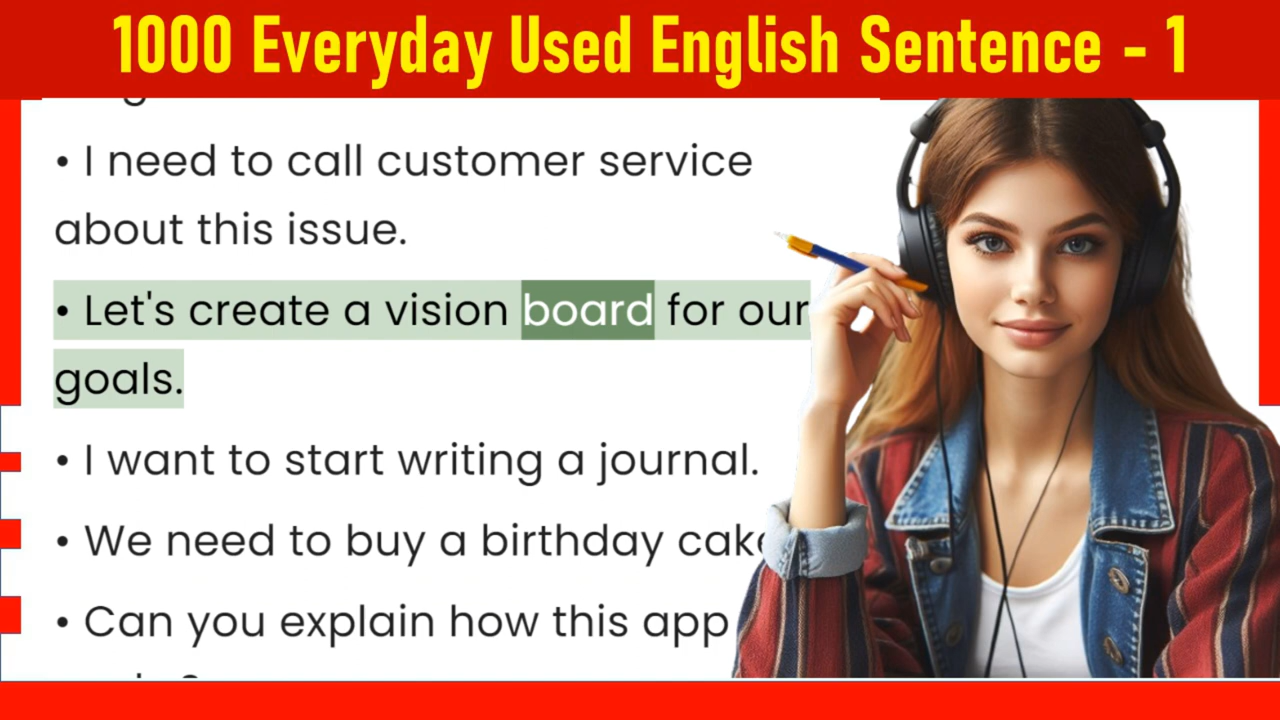 1000 Everyday Used English Sentence - 1
• I need to call customer service
about this issue.
• Let's create a vision board for our
goals.
• I want to start writing a journal.
• We need to buy a birthday cake
• Can you explain how this app